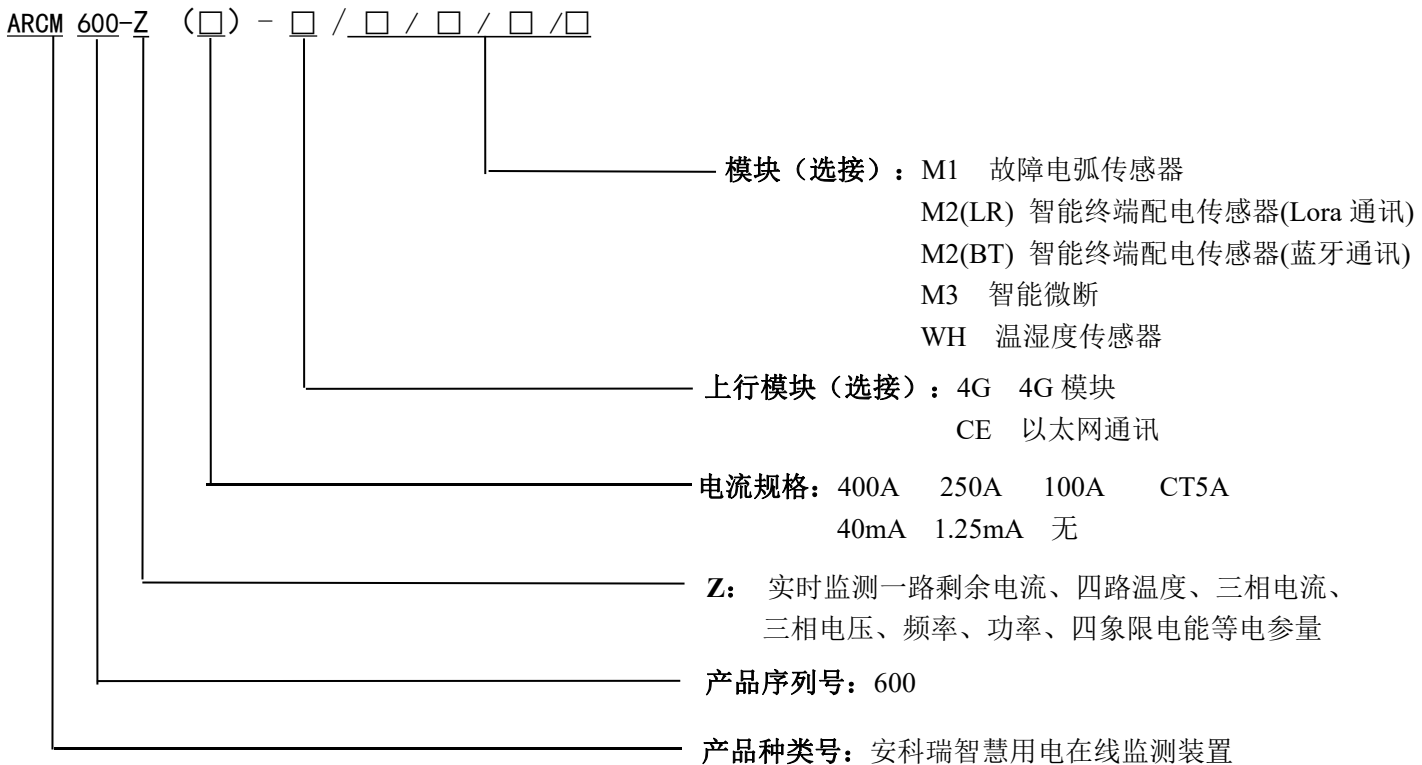 ARCM 600-Z （□）- □ / □ / □ / □ /□
模块（选接）：M1 故障电弧传感器
M2(LR) 智能终端配电传感器(Lora 通讯)
M2(BT) 智能终端配电传感器(蓝牙通讯)
M3 智能微断
WH 温湿度传感器
上行模块（选接）：4G 4G 模块
CE 以太网通讯
电流规格：400A 250A 100A CT5A
40mA 1.25mA 无
Z： 实时监测一路剩余电流、四路温度、三相电流、
三相电压、频率、功率、四象限电能等电参量
产品序列号：600
产品种类号：安科瑞智慧用电在线监测装置